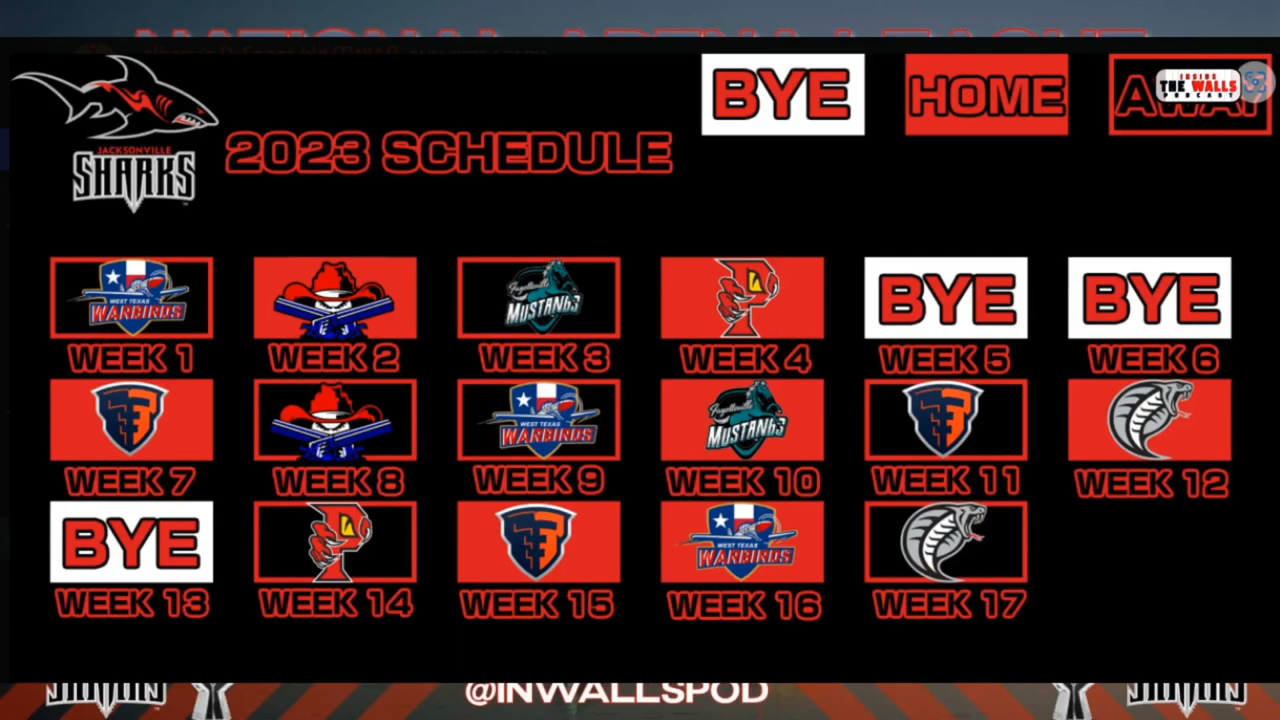 BYE
HOME
INSIDE
THE WALLS
PODCAST
JACKSONVILLE
SHARKS
2023 SCHEDULE
WEST TEXAS
WARBIRDS
Fayetteville
MUSTANGS
BYE
BYE
WEEK 1
WEEK 2
WEEK 3
WEEK 4
WEEK 5
WEEK 6
WEST TEXAS
WARBIRDS
Fayetteville
MUSTANGS
WEEK 7
WEEK 8
WEEK 9
WEEK 10
WEEK 11
WEEK 12
BYE
WEST TEXAS
WARBIRDS
WEEK 13
WEEK 14
WEEK 15
WEEK 16
WEEK 17
@INWALLSPOD